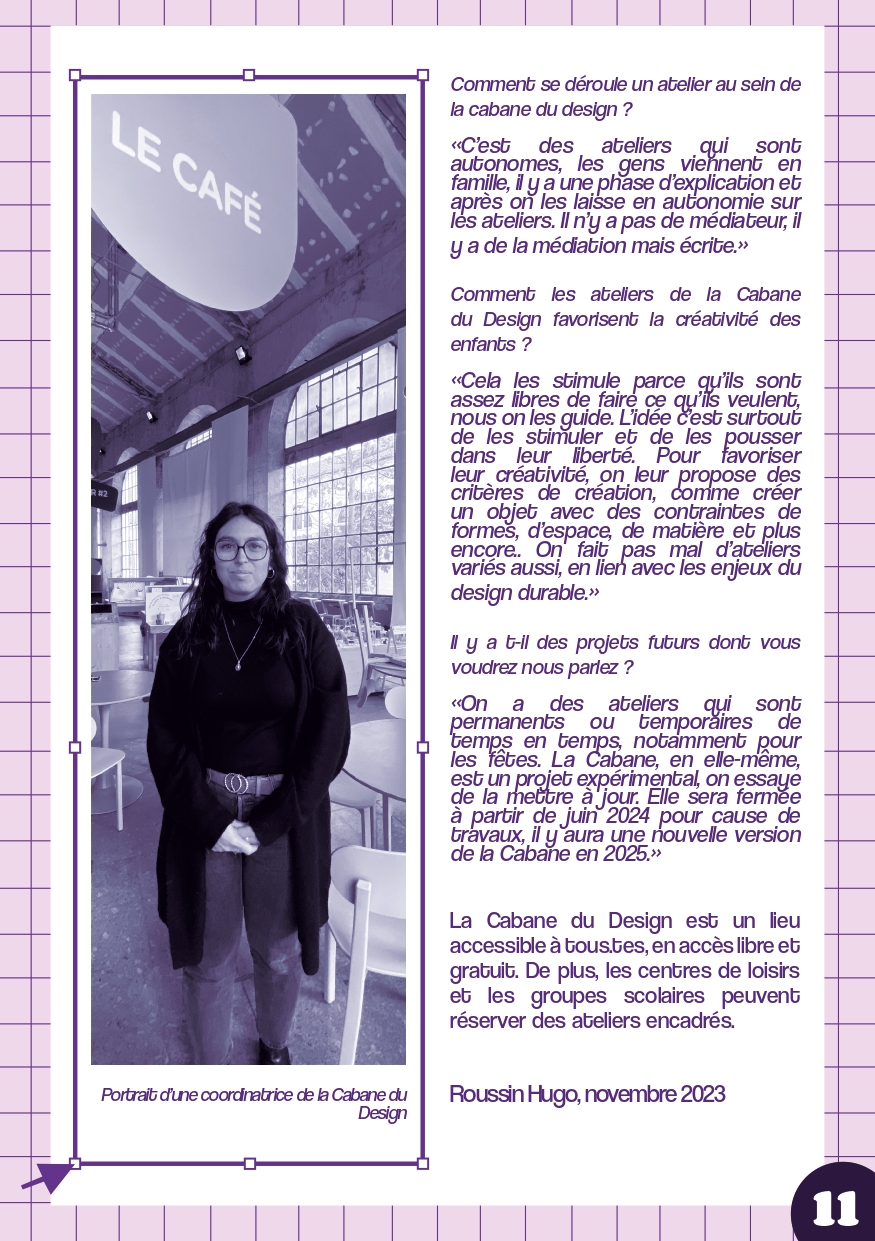 LE CAFÉ
R #2
Portrait d'une coordinatrice de la Cabane du
Design
Comment se déroule un atelier au sein de
la cabane du design ?
«C'est des ateliers qui sont
autonomes, les gens viennent en
famille, il y a une phase d'explication et
après on les laisse en autonomie sur
les ateliers. Il n'y a pas de médiateur, il
y a de la médiation mais écrite.»
Comment les ateliers de la Cabane
du Design favorisent la créativité des
enfants ?
«Cela les stimule parce qu'ils sont
assez libres de faire ce qu'ils veulent,
nous on les guide. L'idée c'est surtout
de les stimuler et de les pousser
dans leur liberté. Pour favoriser
leur créativité, on leur propose des
critères de création, comme créer
un objet avec des contraintes de
formes, d'espace, de matière et plus
encore.. On fait pas mal d'ateliers
variés aussi, en lien avec les enjeux du
design durable.»
Il y a t-il des projets futurs dont vous
voudrez nous parlez ?
«On a des ateliers qui sont
permanents ou temporaires de
temps en temps, notamment pour
les fêtes. La Cabane, en elle-même,
est un projet expérimental, on essaye
de la mettre à jour. Elle sera fermée
à partir de juin 2024 pour cause de
travaux, il y aura une nouvelle version
de la Cabane en 2025.»
La Cabane du Design est un lieu
accessible à tous.tes, en accès libre et
gratuit. De plus, les centres de loisirs
et les groupes scolaires peuvent
réserver des ateliers encadrés.
Roussin Hugo, novembre 2023
11